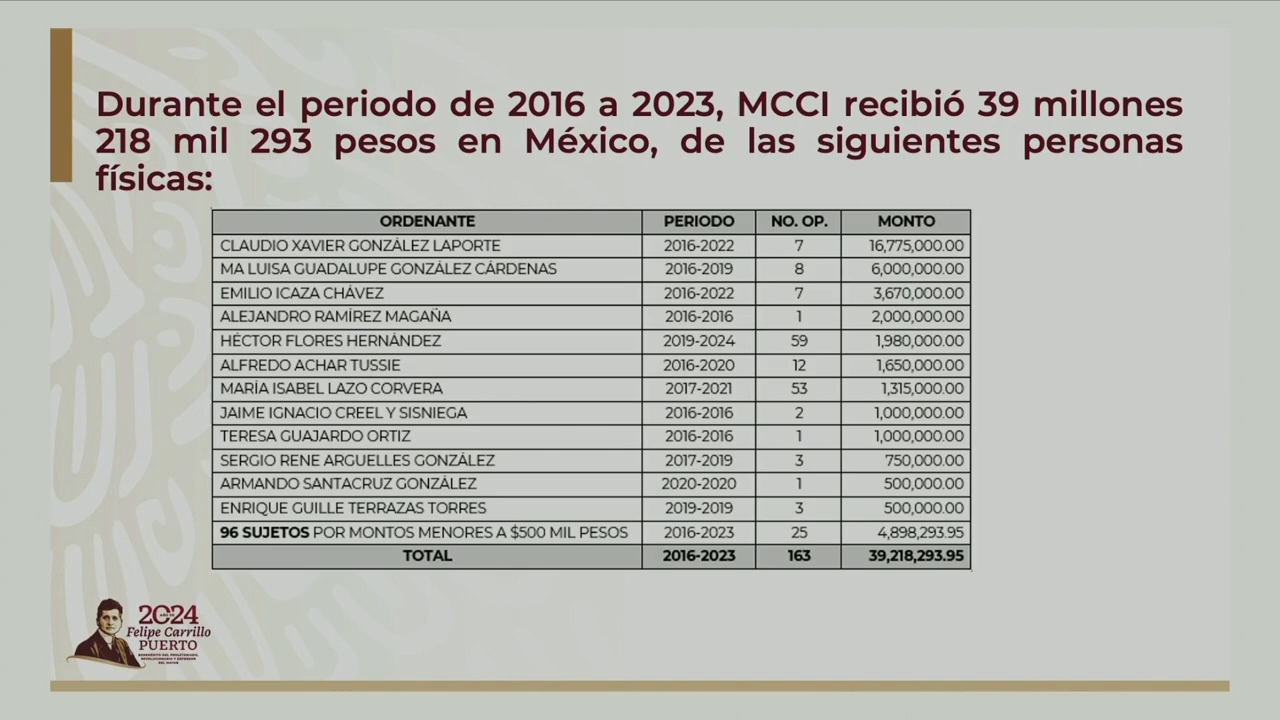 Durante el periodo de 2016 a 2023, MCCI recibió 39 millones
218 mil 293 pesos en México, de las siguientes personas
físicas:
ORDENANTE PERIODO NO. OP. MONTO
CLAUDIO XAVIER GONZÁLEZ LAPORTE 2016-2022 7 16,775,000.00
MA LUISA GUADALUPE GONZÁLEZ CÁRDENAS 2016-2019 8 6,000,000.00
EMILIO ICAZA CHÁVEZ 2016-2022 7 3,670,000.00
ALEJANDRO RAMÍREZ MAGAÑA 2016-2016 1 2,000,000.00
HÉCTOR FLORES HERNÁNDEZ 2019-2024 59 1,980,000.00
ALFREDO ACHAR TUSSIE 2016-2020 12 1,650,000.00
MARÍA ISABEL LAZO CORVERA 2017-2021 53 1,315,000.00
JAIME IGNACIO CREEL Y SISNIEGA 2016-2016 2 1,000,000.00
TERESA GUAJARDO ORTIZ 2016-2016 1 1,000,000.00
SERGIO RENE ARGUELLES GONZÁLEZ 2017-2019 3 750,000.00
ARMANDO SANTACRUZ GONZÁLEZ 2020-2020 1 500,000.00
ENRIQUE GUILLE TERRAZAS TORRES 2019-2019 3 500,000.00
96 SUJETOS POR MONTOS MENORES A $500 MIL PESOS 2016-2023 25 4,898,293.95
TOTAL 2016-2023 163 39,218,293.95
2024
AÑO DE
Felipe Carrillo
PUERTO
BENEMÉRITO DEL PROLETARIADO,
REVOLUCIONARIO Y DEFENSOR
DEL MAYAB